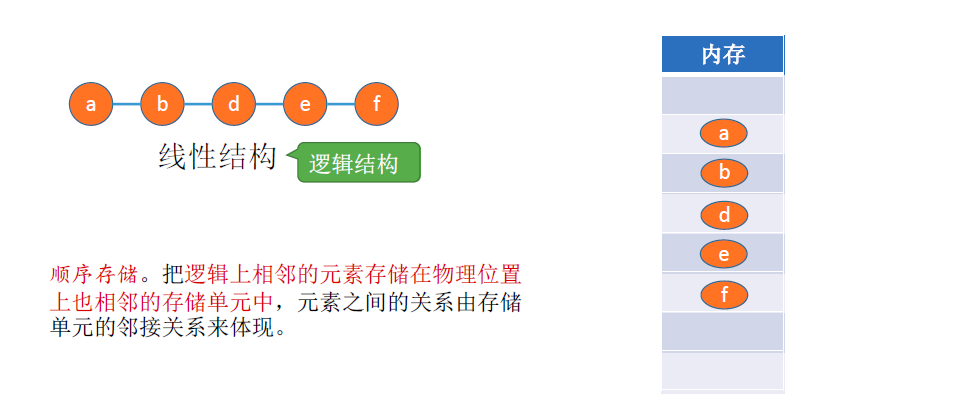 a b d e f
线性结构
逻辑结构
顺序存储。把逻辑上相邻的元素存储在物理位置
上也相邻的存储单元中，元素之间的关系由存储
单元的邻接关系来体现。
内存
a
b
d
e
f